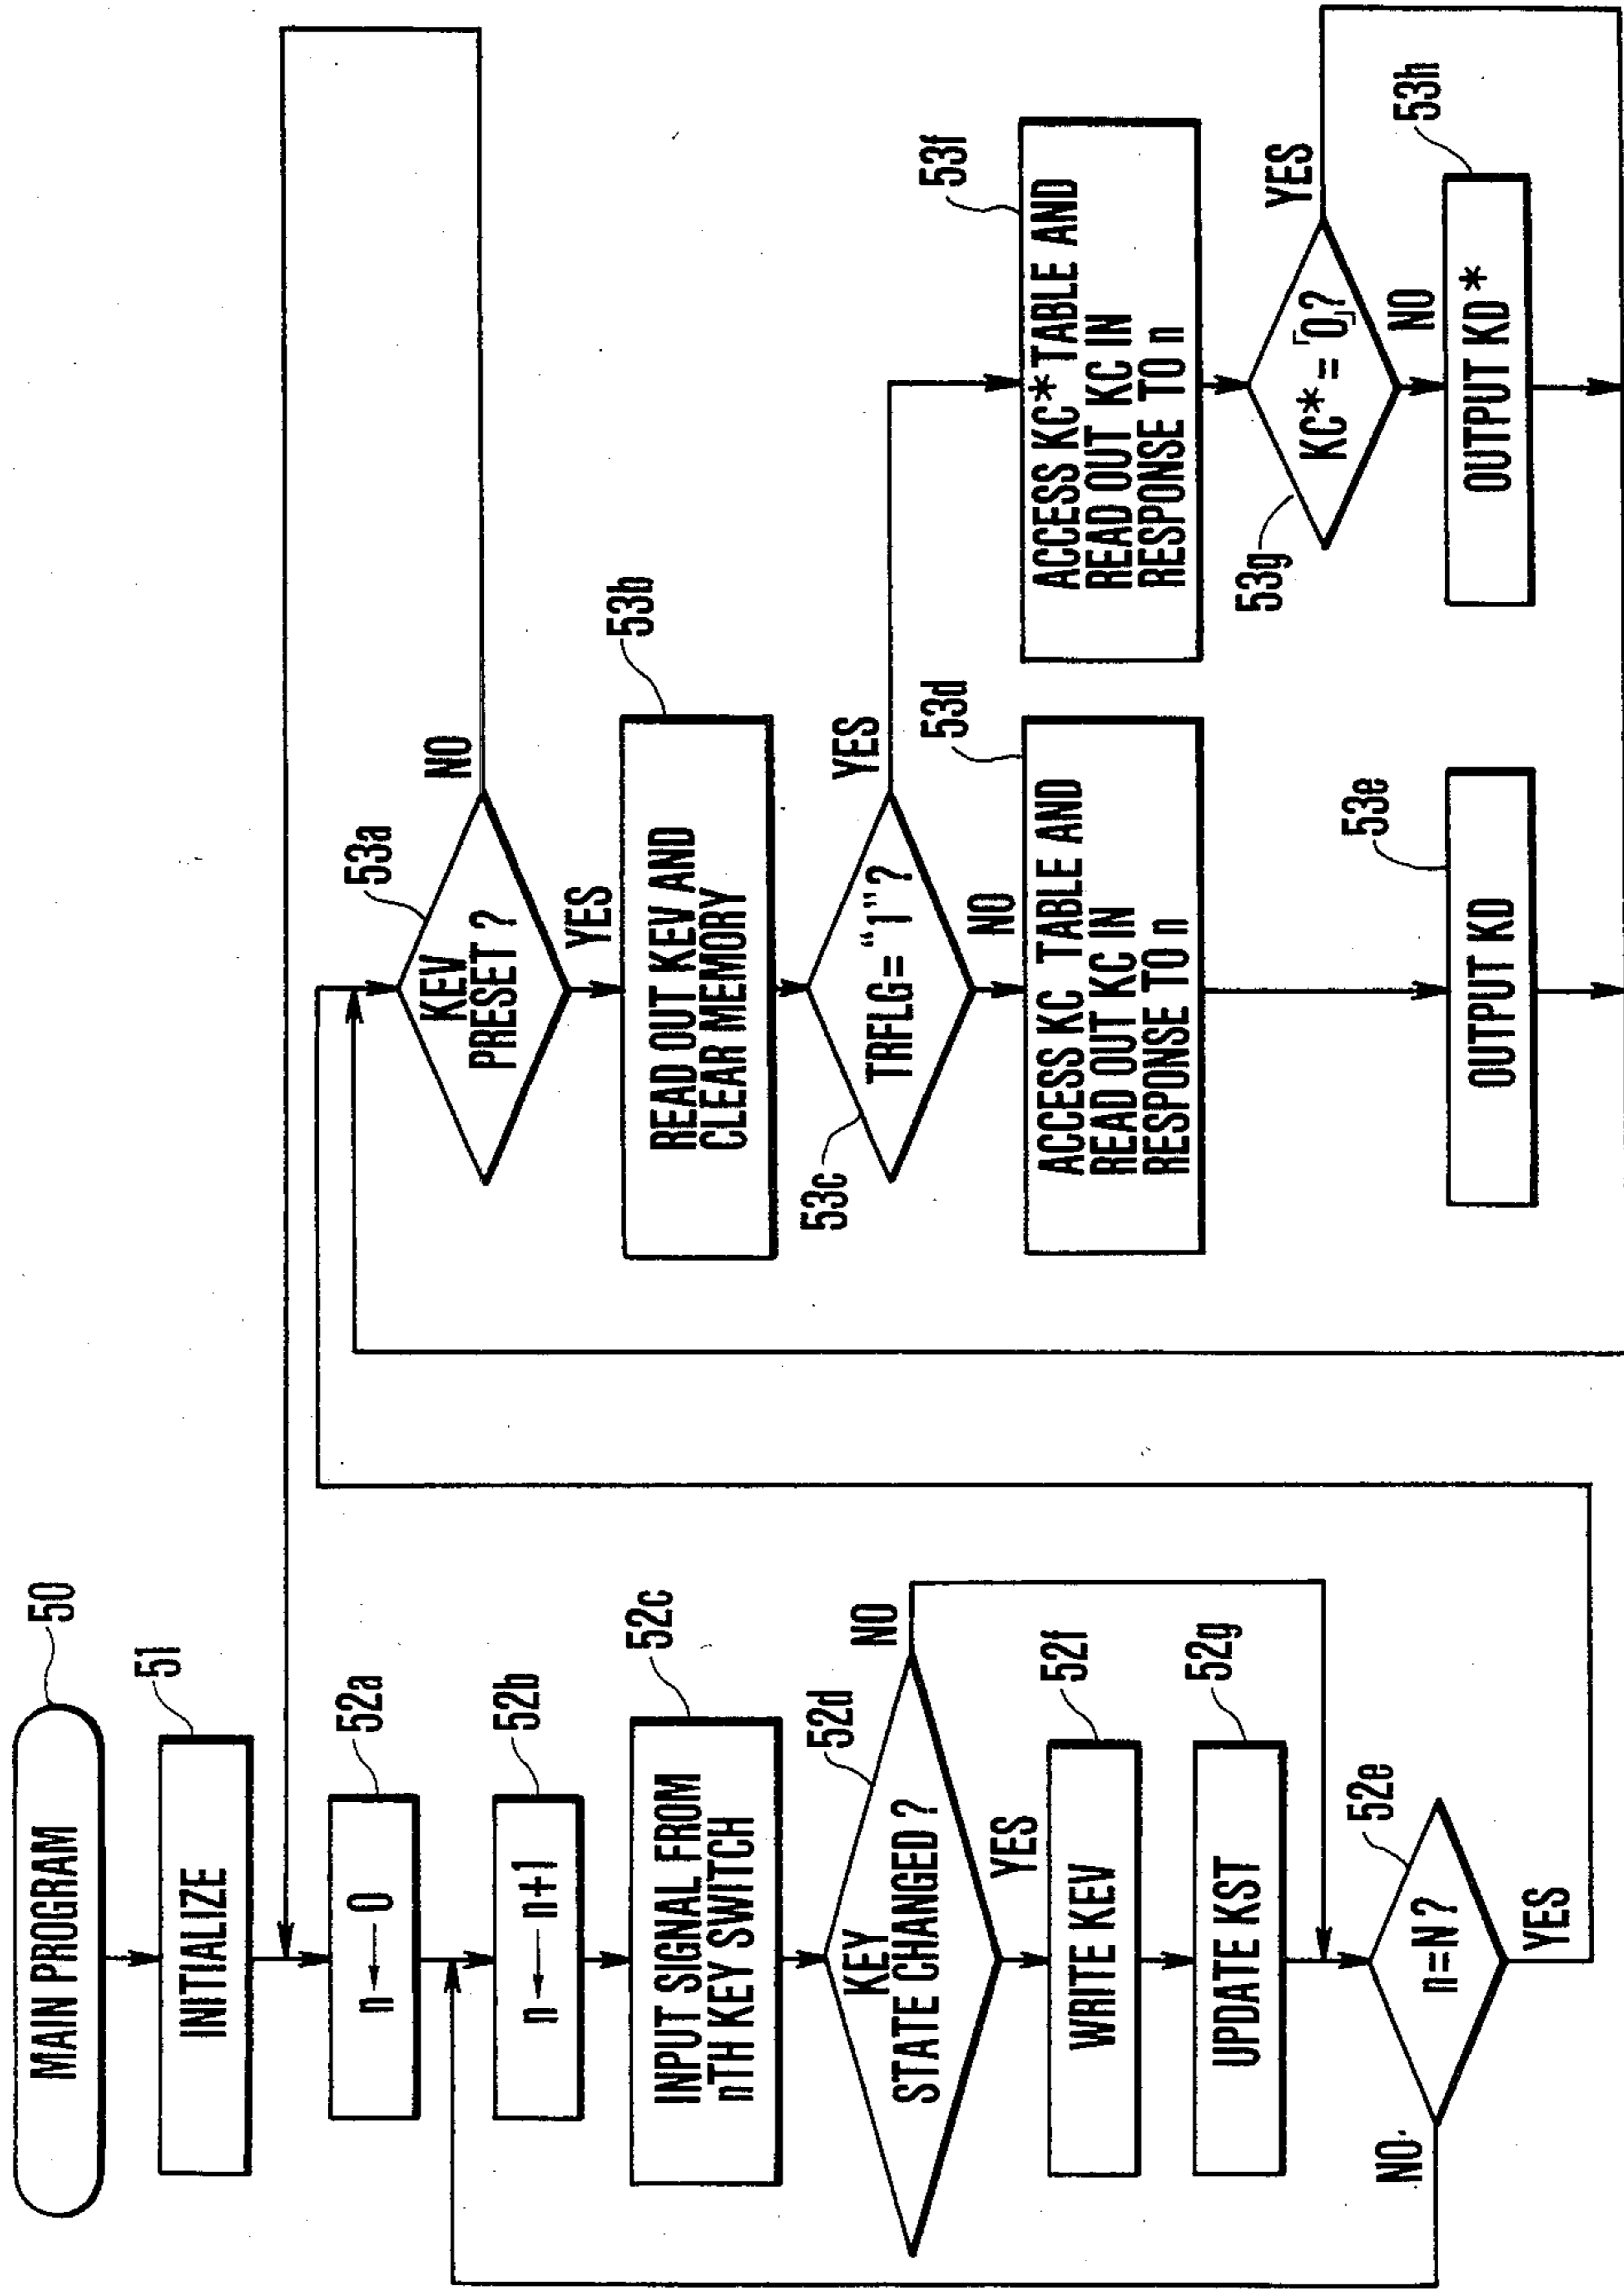 MAIN PROGRAM
50
INITIALIZE
51
n ← 0
52a
n ← n+1
52b
INPUT SIGNAL FROM
nTH KEY SWITCH
52c
KEY
STATE CHANGED ?
52d
NO
YES
WRITE KEV
52f
UPDATE KST
52g
n=N ?
52e
NO
YES
KEV
PRESET ?
53a
NO
YES
READ OUT KEV AND
CLEAR MEMORY
53b
TRFLG= "1" ?
53c
YES
NO
ACCESS KC TABLE AND
READ OUT KC IN
RESPONSE TO n
53d
OUTPUT KD
53e
ACCESS KC* TABLE AND
READ OUT KC IN
RESPONSE TO n
53f
KC* = 「0」?
53g
YES
NO
OUTPUT KD*
53h